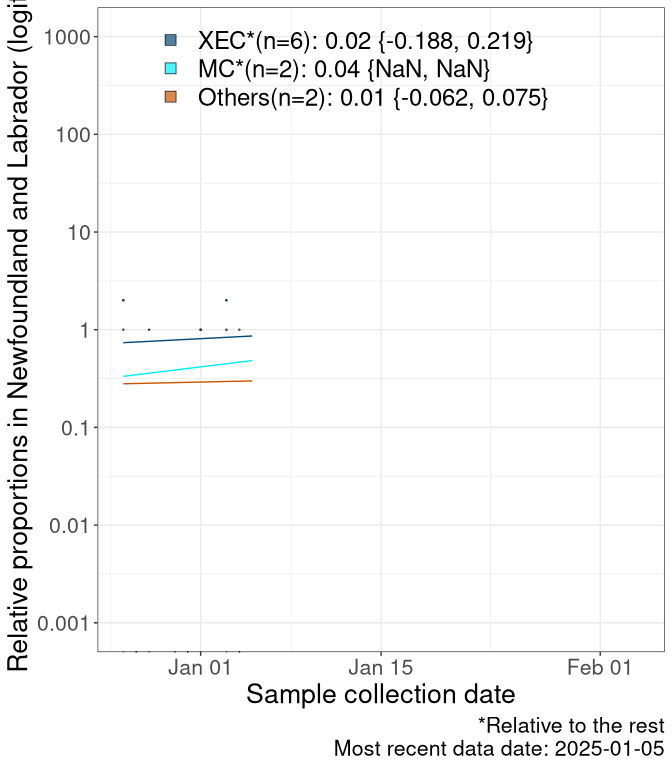 Relative proportions in Newfoundland and Labrador (logit
XEC*(n=6): 0.02 {-0.188, 0.219}
MC*(n=2): 0.04 {NaN, NaN}
Others(n=2): 0.01 {-0.062, 0.075}
1000
100
10
1
0.1
0.01
0.001
Jan 01
Jan 15
Feb 01
Sample collection date
*Relative to the rest
Most recent data date: 2025-01-05